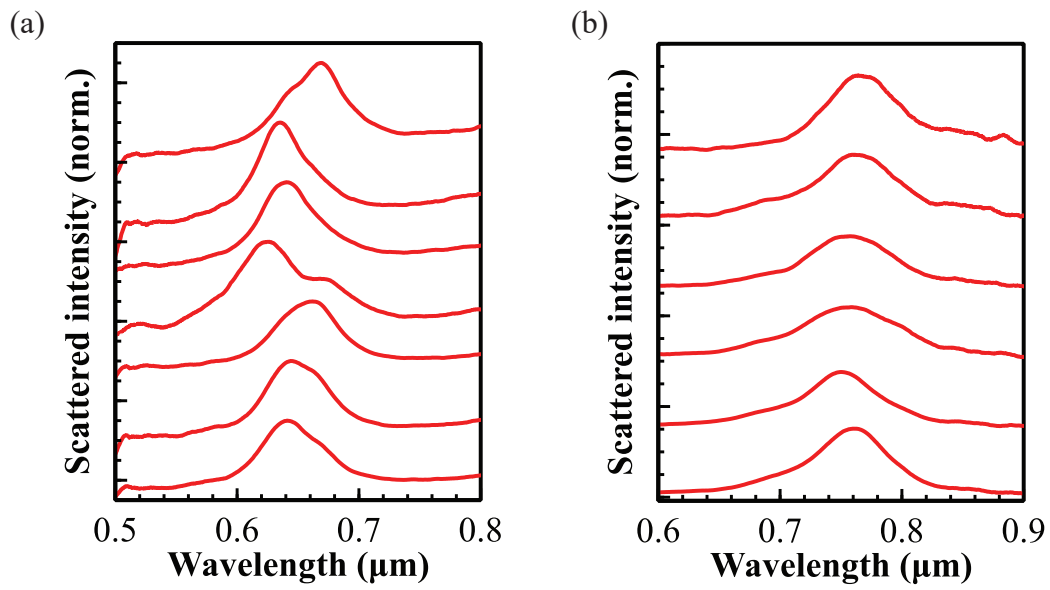 (a)
(b)
Scattered intensity (norm.)
0.5 0.6 0.7 0.8
Wavelength (μm)
Scattered intensity (norm.)
0.6 0.7 0.8 0.9
Wavelength (μm)